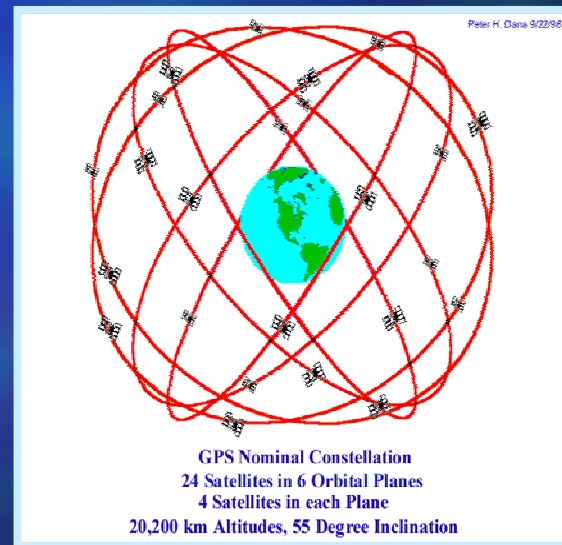 Peter H. Dana 9/22/98
GPS Nominal Constellation
24 Satellites in 6 Orbital Planes
4 Satellites in each Plane
20,200 km Altitudes, 55 Degree Inclination